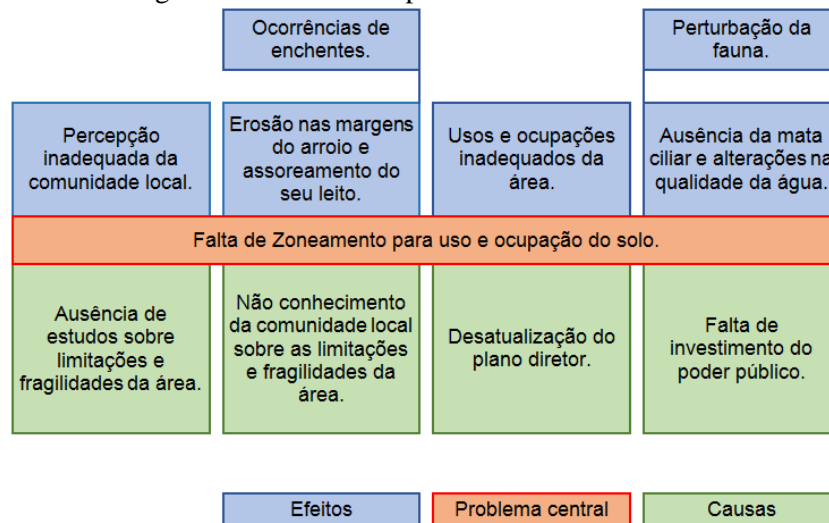 Ocorrências de
enchentes.
Perturbação da
fauna.
Percepção
inadequada da
comunidade local.
Erosão nas margens
do arroio e
assoreamento do
seu leito.
Usos e ocupações
inadequados da
área.
Ausência da mata
ciliar e alterações na
qualidade da água.
Falta de Zoneamento para uso e ocupação do solo.
Ausência de
estudos sobre
limitações e
fragilidades da área.
Não conhecimento
da comunidade local
sobre as limitações
e fragilidades da
área.
Desatualização do
plano diretor.
Falta de
investimento do
poder público.
Efeitos
Problema central
Causas